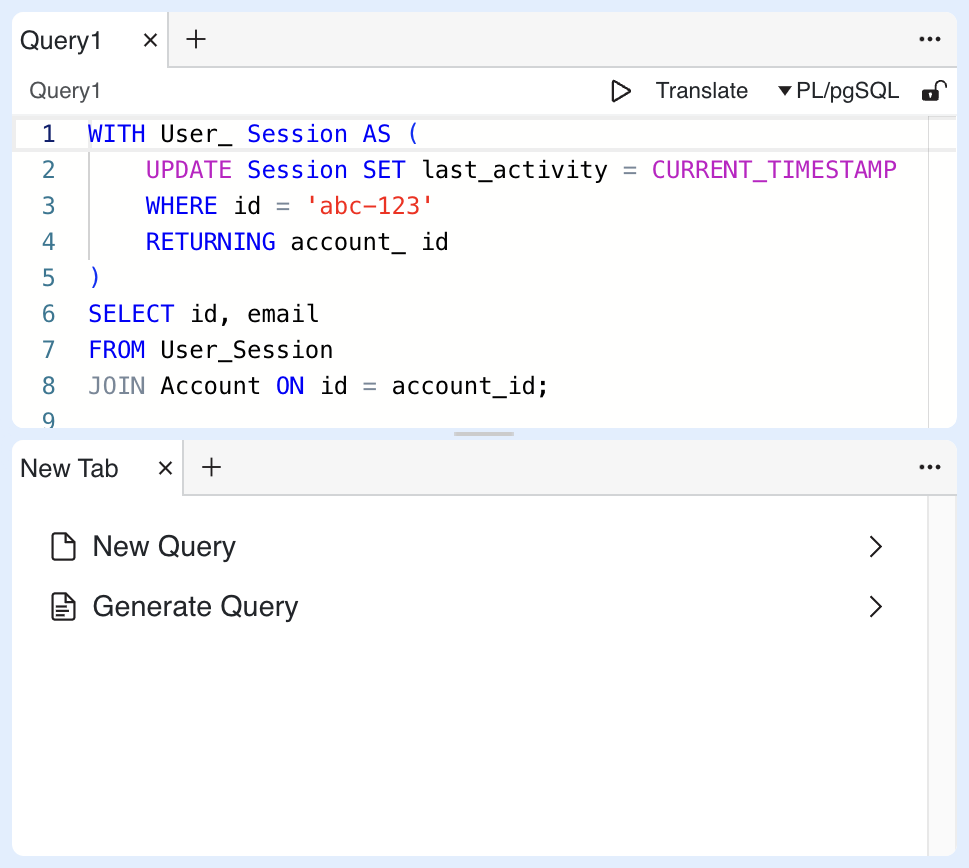 Query1
Query1 Translate PL/pgSQL
1 WITH User_ Session AS (
2 UPDATE Session SET last_activity = CURRENT_TIMESTAMP
3 WHERE id = 'abc-123'
4 RETURNING account_ id
5 )
6 SELECT id, email
7 FROM User_Session
8 JOIN Account ON id = account_id;
9
New Tab
New Query
Generate Query